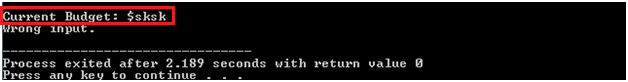 Current Budget: $sksk
Wrong input.
--------------------------------
Process exited after 2.189 seconds with return value 0
Press any key to continue . . .